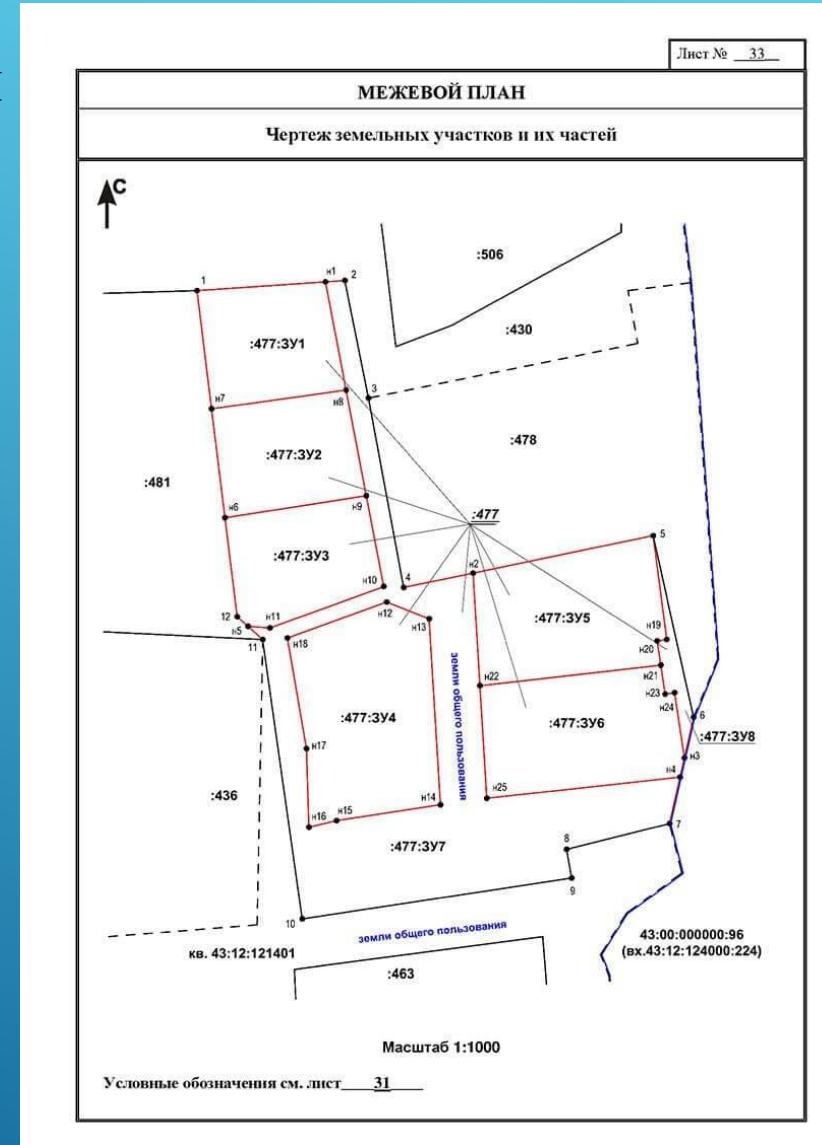 Лист № 33
МЕЖЕВОЙ ПЛАН
Чертеж земельных участков и их частей
С
:506
1
н1
2
:430
:477:ЗУ1
3
н7
н8
:478
:477:ЗУ2
:481
н9
:477
н6
5
:477:ЗУ3
н2
н10
4
н12
12
н5
н11
н13
:477:ЗУ5
н19
11
н18
н20
н21
земли общего пользования
н22
н23
н24
:477:ЗУ4
:477:ЗУ6
6
:477:ЗУ8
н17
н3
н4
:436
н25
н14
н15
н16
7
:477:ЗУ7
8
9
10
земли общего пользования
43:00:000000:96
кв. 43:12:121401
(вх.43:12:124000:224)
:463
Масштаб 1:1000
Условные обозначения см. лист 31